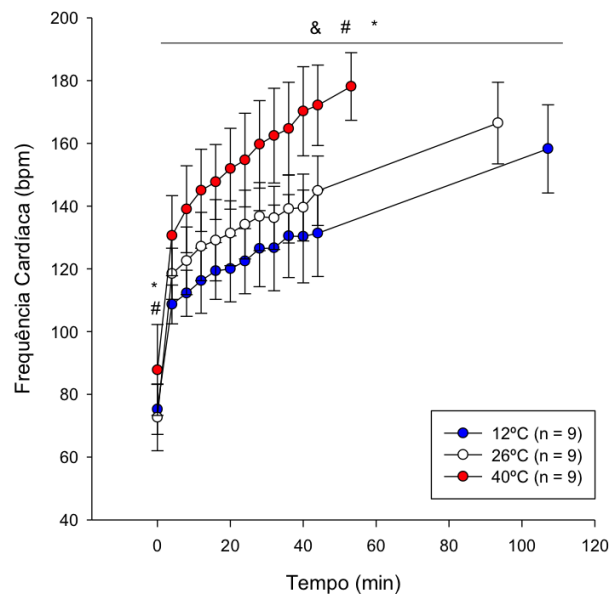 & # *
200
180
160
140
120
100
80
60
40
*
#
Frequência Cardíaca (bpm)
12ºC (n = 9)
26ºC (n = 9)
40ºC (n = 9)
0 20 40 60 80 100 120
Tempo (min)